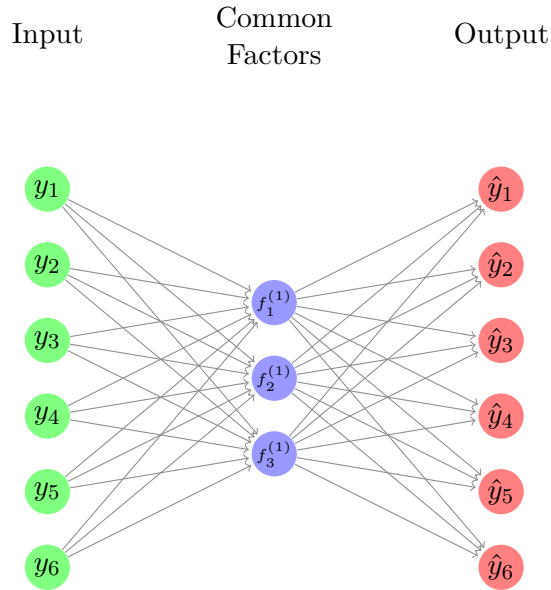 Input
Common
Factors
Output
y₁
y₂
y₃
y₄
y₅
y₆
f₁⁽¹⁾
f₂⁽¹⁾
f₃⁽¹⁾
ŷ₁
ŷ₂
ŷ₃
ŷ₄
ŷ₅
ŷ₆